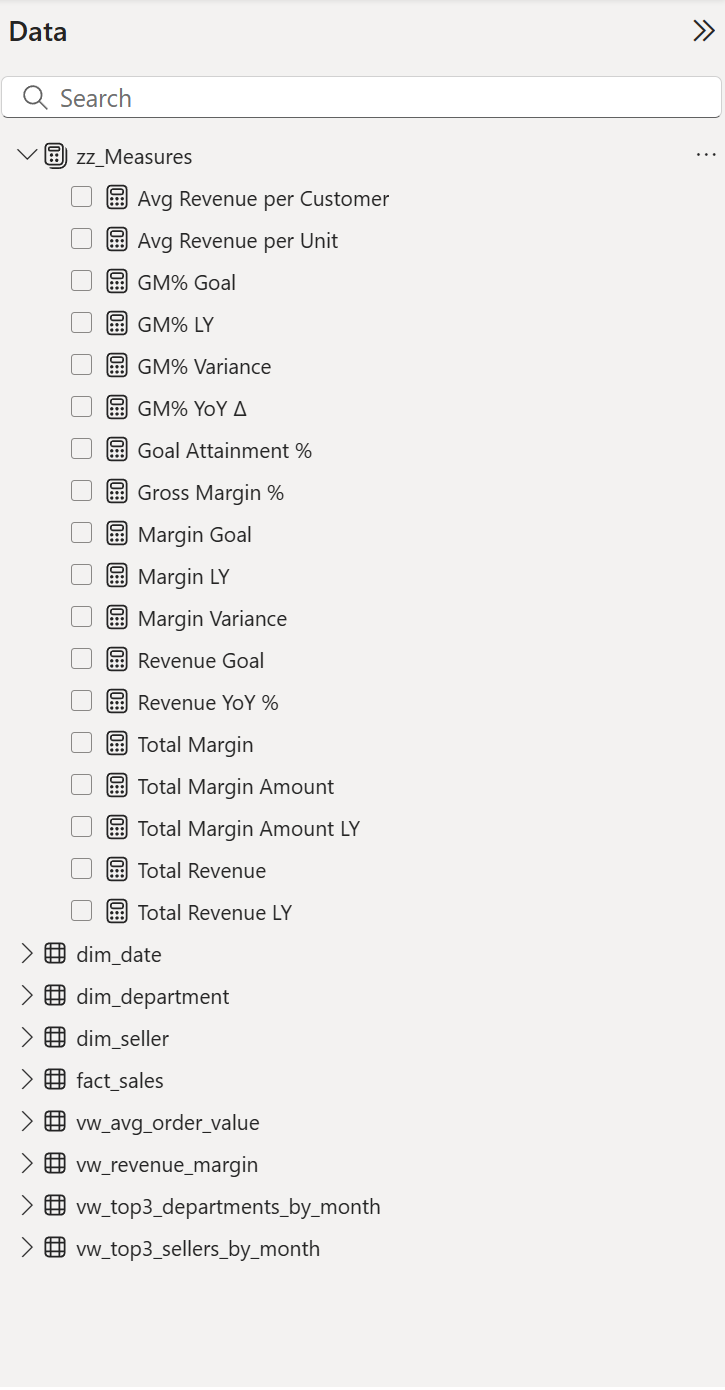 Data
Search
zz_Measures
Avg Revenue per Customer
Avg Revenue per Unit
GM% Goal
GM% LY
GM% Variance
GM% YoY Δ
Goal Attainment %
Gross Margin %
Margin Goal
Margin LY
Margin Variance
Revenue Goal
Revenue YoY %
Total Margin
Total Margin Amount
Total Margin Amount LY
Total Revenue
Total Revenue LY
dim_date
dim_department
dim_seller
fact_sales
vw_avg_order_value
vw_revenue_margin
vw_top3_departments_by_month
vw_top3_sellers_by_month